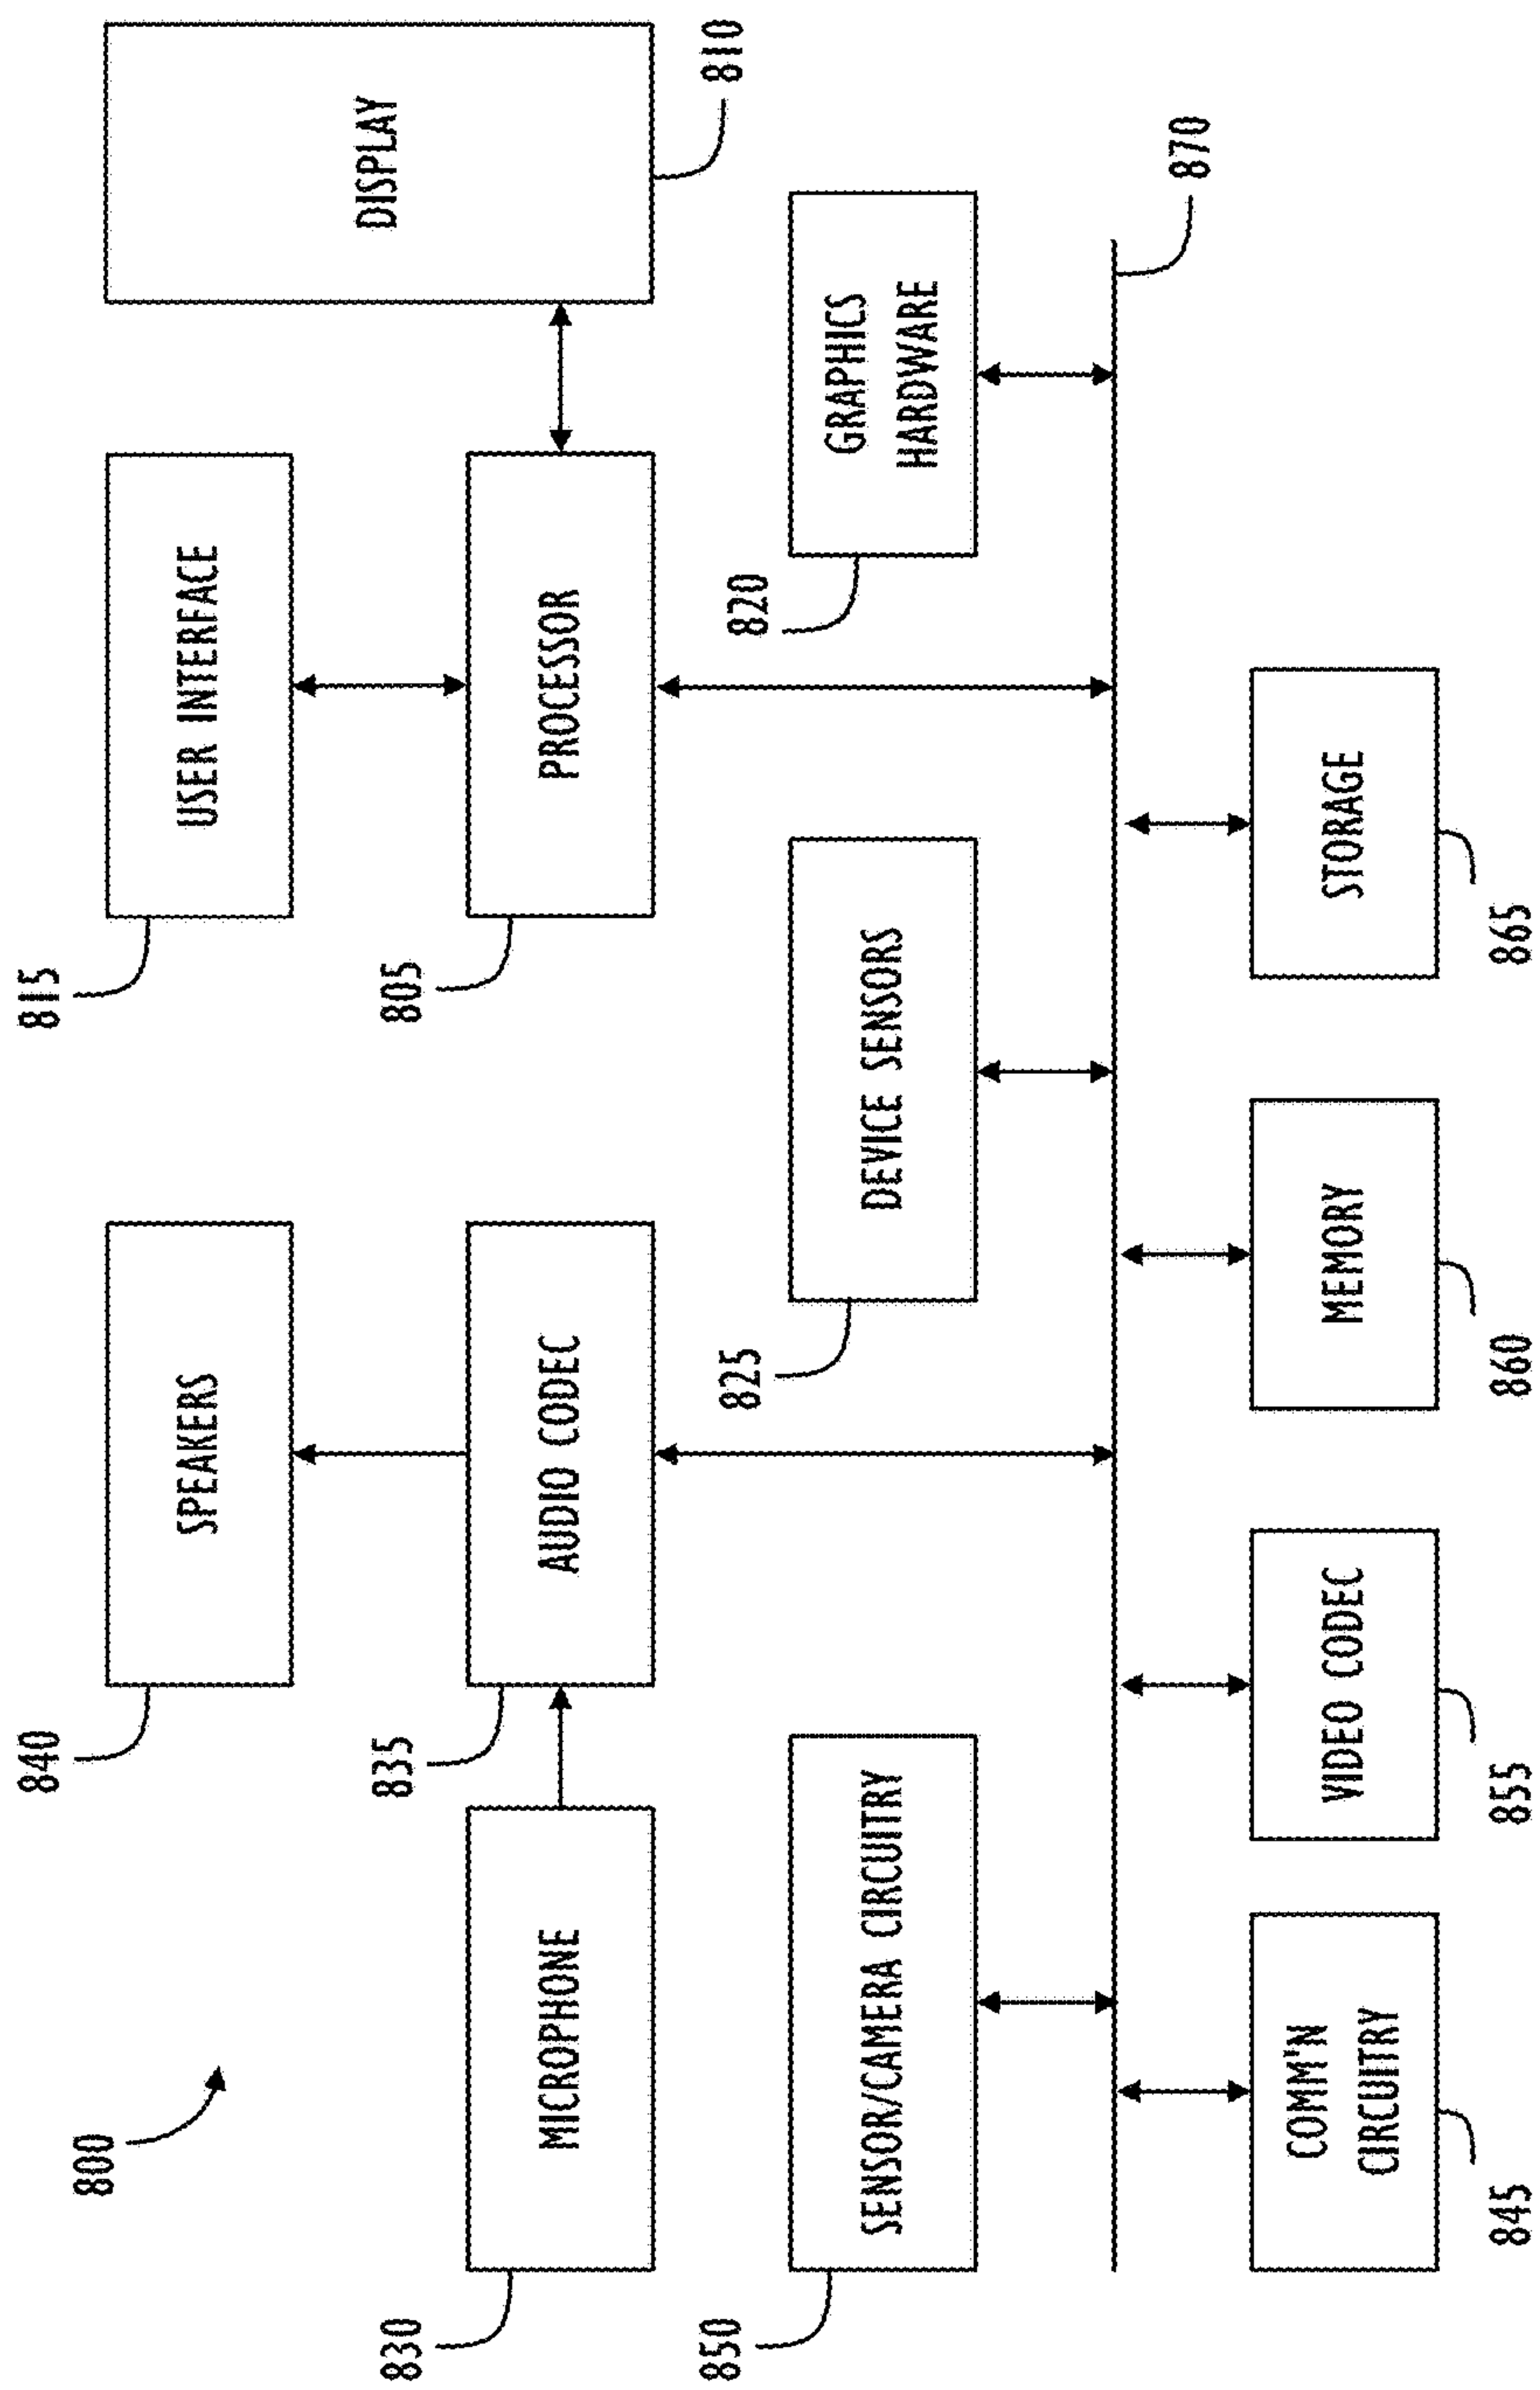 800
840
SPEAKERS
815
USER INTERFACE
DISPLAY
810
830
MICROPHONE
835
AUDIO CODEC
805
PROCESSOR
850
SENSOR/CAMERA CIRCUITRY
825
DEVICE SENSORS
820
GRAPHICS
HARDWARE
870
COMM'N
CIRCUITRY
845
VIDEO CODEC
855
MEMORY
860
STORAGE
865